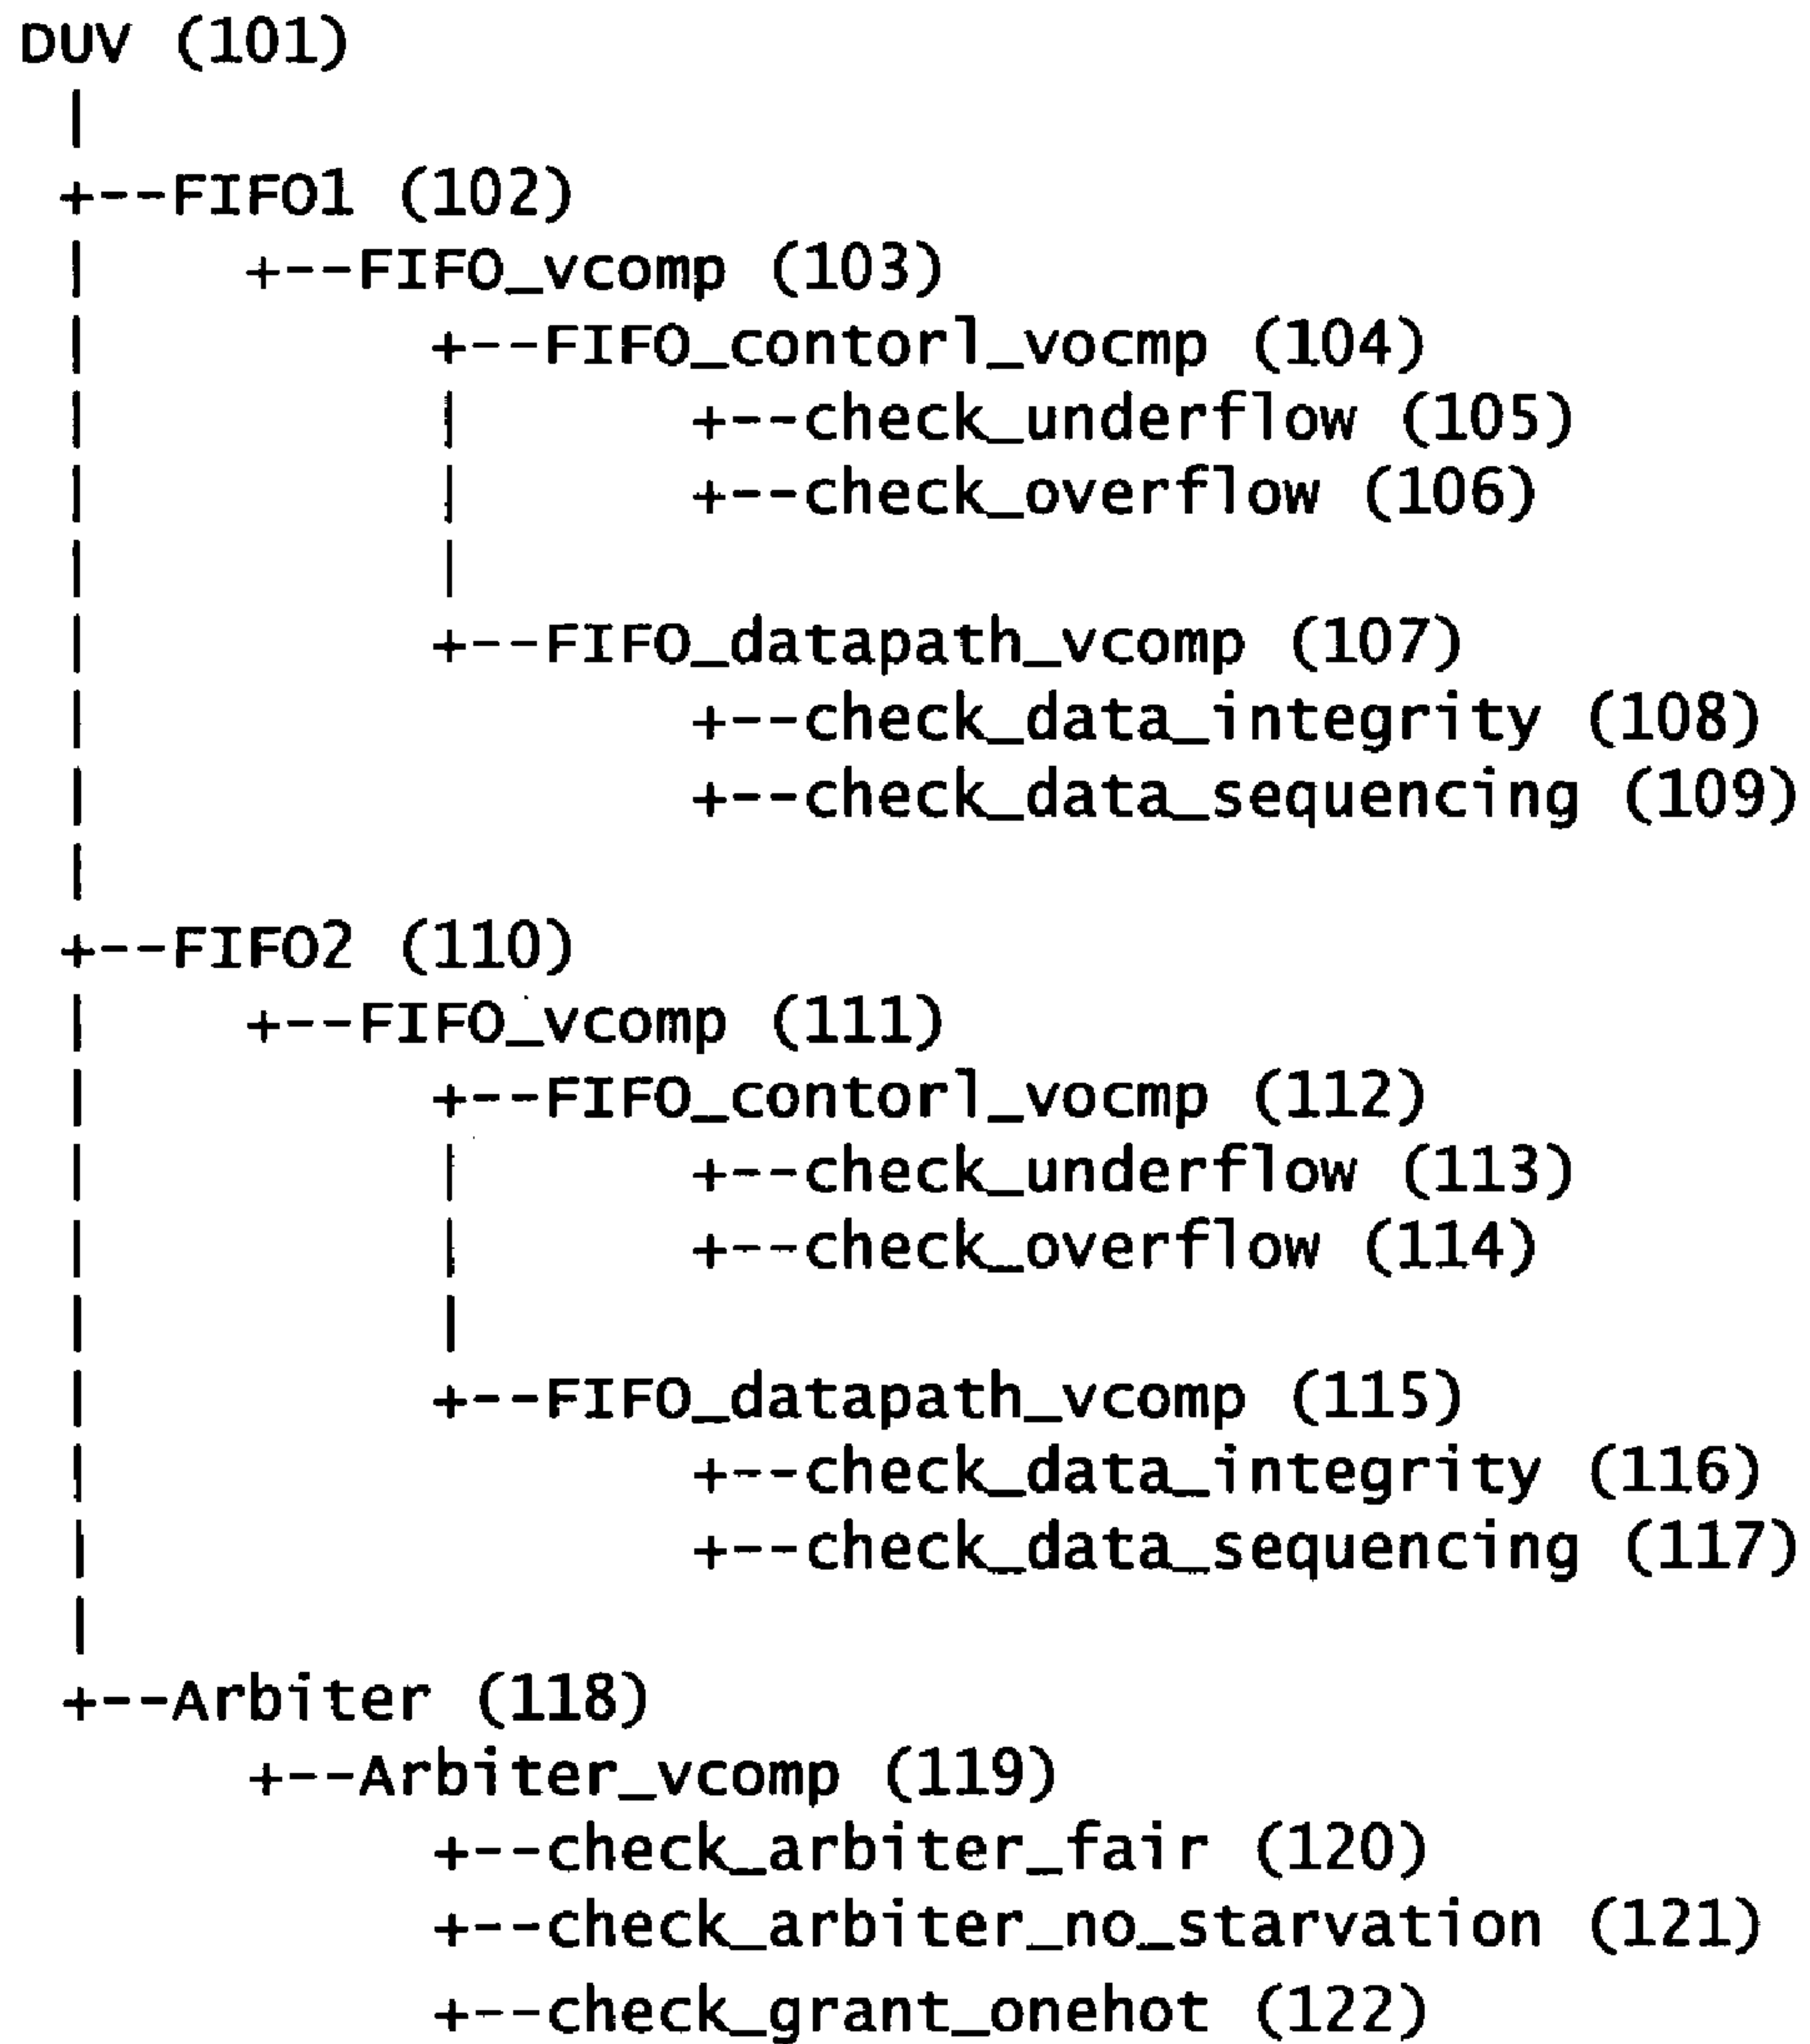 DUV (101)
|
+--FIFO1 (102)
|    +--FIFO_vcomp (103)
|        +--FIFO_contorl_vocmp (104)
|        |    +--check_underflow (105)
|        |    +--check_overflow (106)
|        |
|        +--FIFO_datapath_vcomp (107)
|             +--check_data_integrity (108)
|             +--check_data_sequencing (109)
|
+--FIFO2 (110)
|    +--FIFO_vcomp (111)
|        +--FIFO_contorl_vocmp (112)
|        |    +--check_underflow (113)
|        |    +--check_overflow (114)
|        |
|        +--FIFO_datapath_vcomp (115)
|             +--check_data_integrity (116)
|             +--check_data_sequencing (117)
|
+--Arbiter (118)
     +--Arbiter_vcomp (119)
         +--check_arbiter_fair (120)
         +--check_arbiter_no_starvation (121)
         +--check_grant_onehot (122)